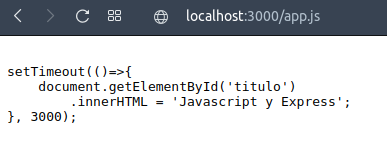 localhost:3000/app.js
setTimeout(()=>{
    document.getElementById('titulo')
        .innerHTML = 'Javascript y Express';
}, 3000);